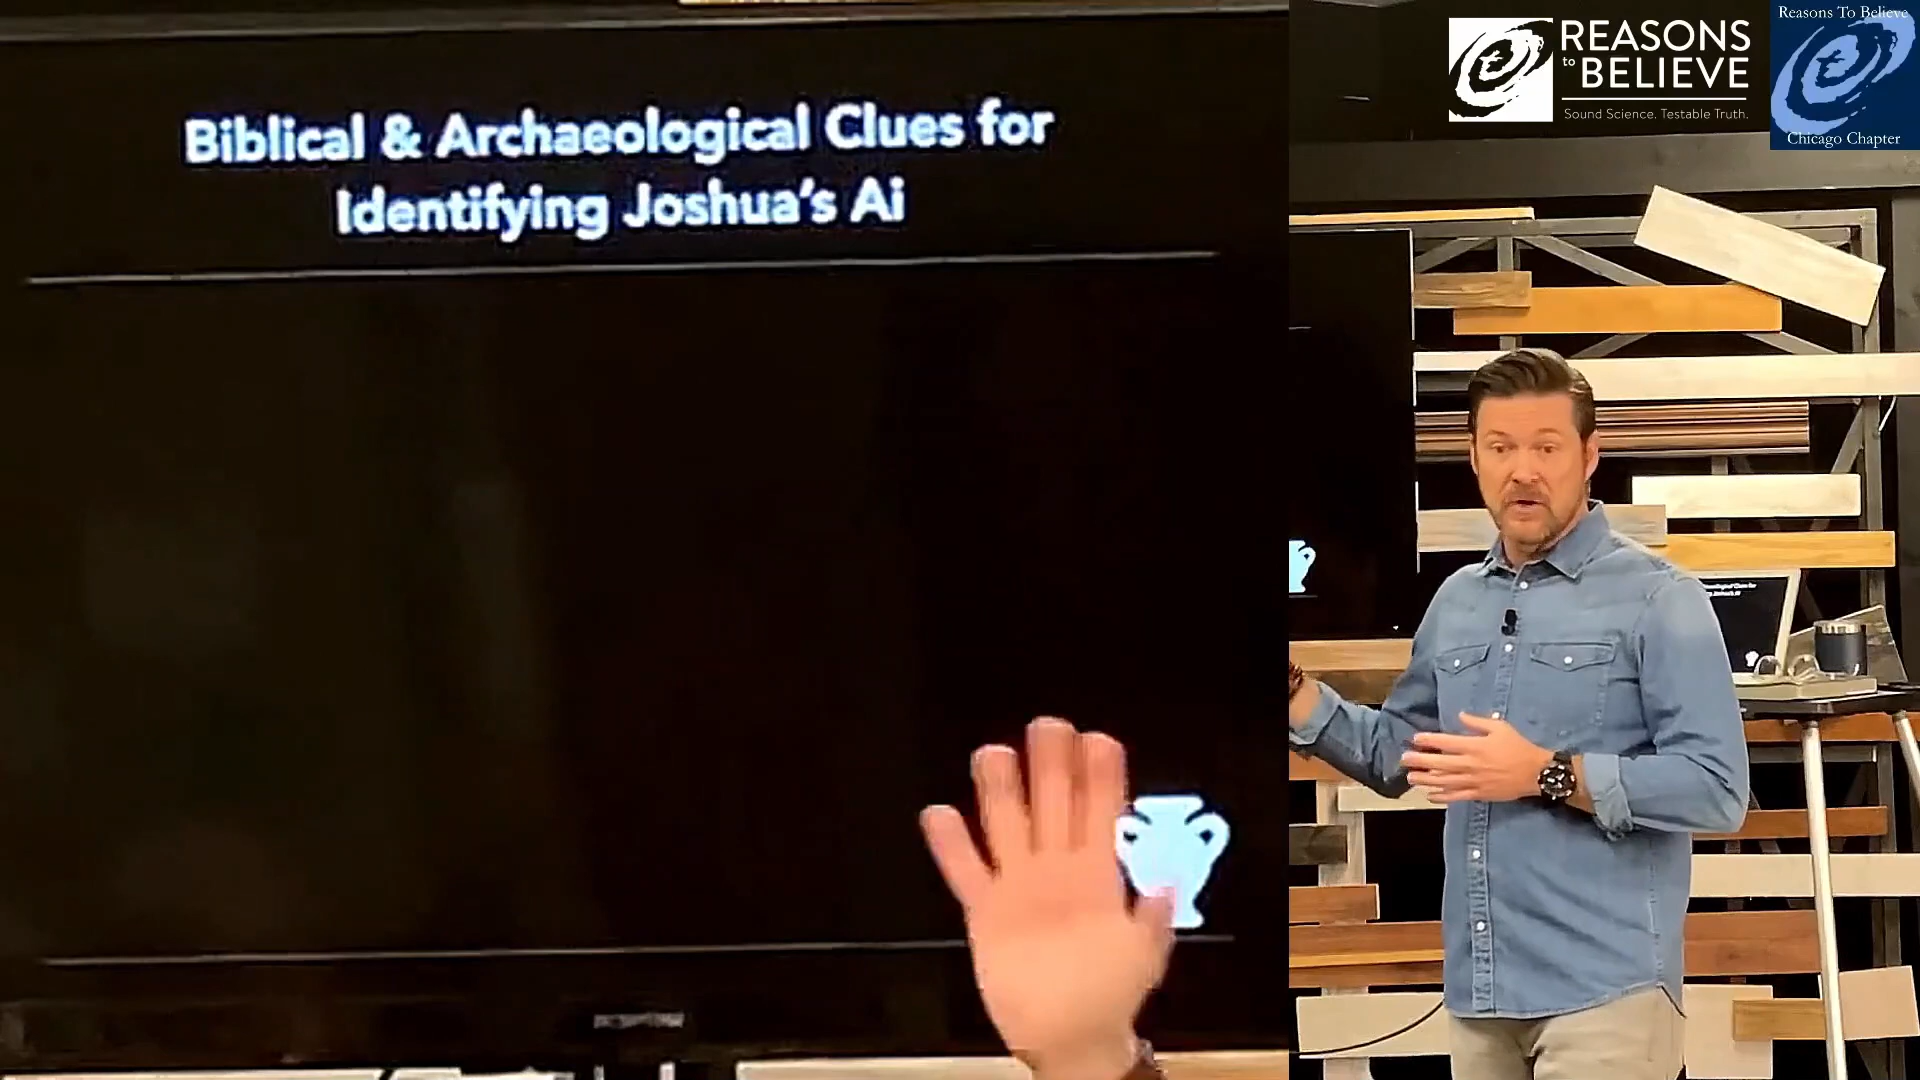 Biblical & Archaeological Clues for
Identifying Joshua's Ai
REASONS
to BELIEVE
Sound Science. Testable Truth.
Reasons To Believe
Chicago Chapter